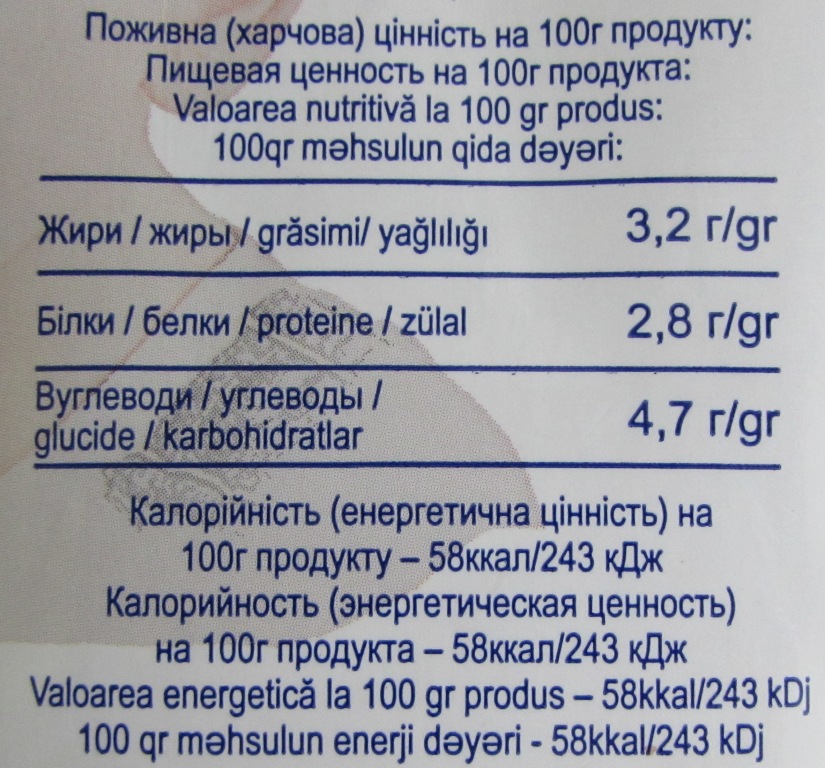 Поживна (харчова) цінність на 100г продукту:
Пищевая ценность на 100г продукта:
Valoarea nutritivă la 100 gr produs:
100qr məhsulun qida dəyəri:
Жири / жиры / grăsimi/ yağlılığı 3,2 г/gr
Білки / белки / proteine / zülal 2,8 г/gr
Вуглеводи / углеводы /
glucide / karbohidratlar 4,7 г/gr
Калорійність (енергетична цінність) на
100г продукту – 58ккал/243 кДж
Калорийность (энергетическая ценность)
на 100г продукта – 58ккал/243 кДж
Valoarea energetică la 100 gr produs – 58kkal/243 kDj
100 qr məhsulun enerji dəyəri - 58kkal/243 kDj